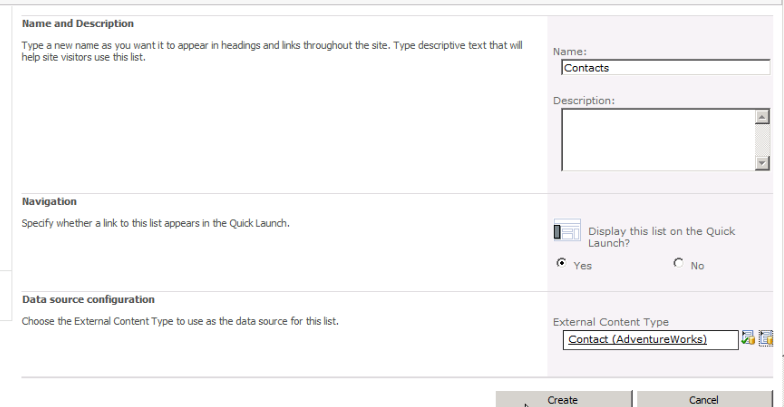 Name and Description
Type a new name as you want it to appear in headings and links throughout the site. Type descriptive text that will
help site visitors use this list.
Name:
Contacts
Description:
Navigation
Specify whether a link to this list appears in the Quick Launch.
Display this list on the Quick
Launch?
Yes
No
Data source configuration
Choose the External Content Type to use as the data source for this list.
External Content Type
Contact (AdventureWorks)
Create
Cancel